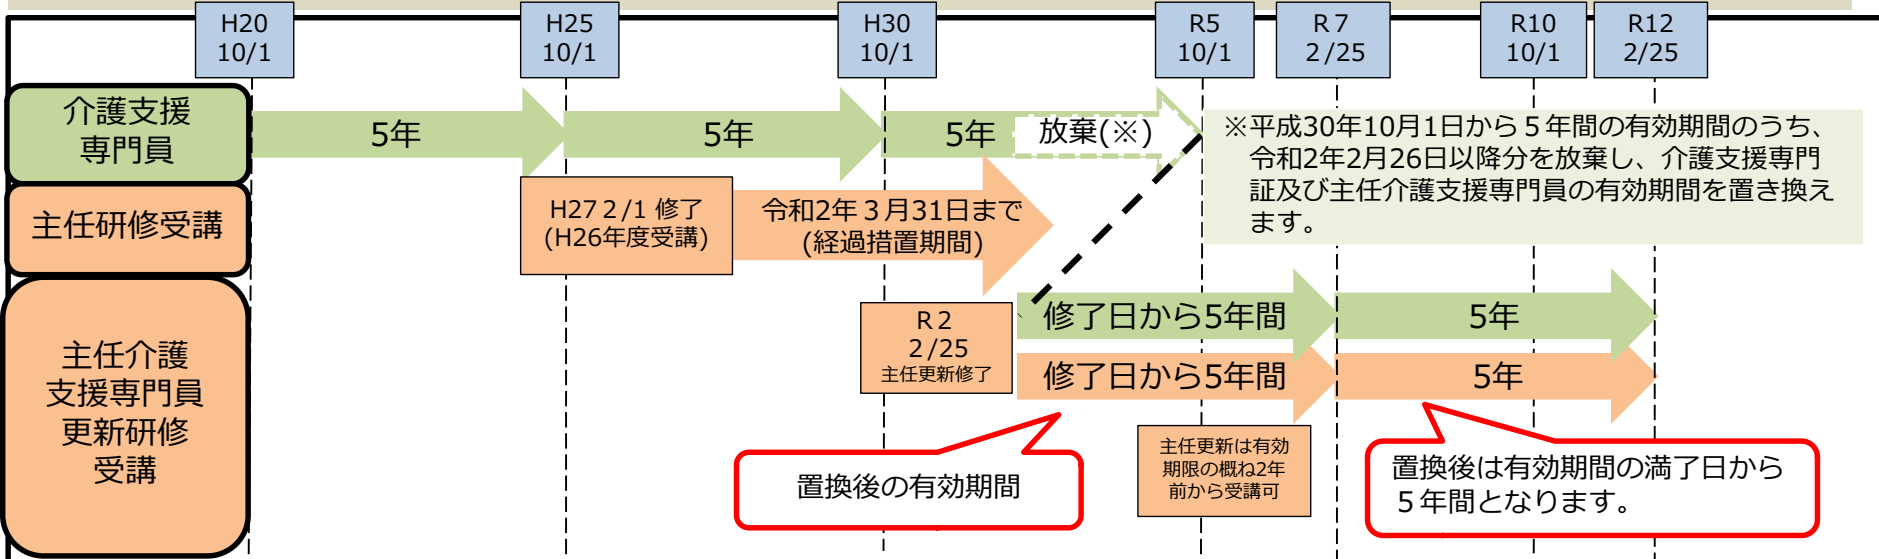 H20
10/1
H25
10/1
H30
10/1
R5
10/1
R７
２/25
R10
10/1
R12
2/25
介護支援
専門員
5年
5年
5年
放棄(※)
※平成30年10月1日から５年間の有効期間のうち、
令和2年2月26日以降分を放棄し、介護支援専門
証及び主任介護支援専門員の有効期間を置き換え
ます。
主任研修受講
H27２/1 修了
(H26年度受講)
令和2年３月31日まで
(経過措置期間)
主任介護
支援専門員
更新研修
受講
R２
２/25
主任更新修了
修了日から5年間
5年
修了日から5年間
5年
置換後の有効期間
主任更新は有効
期限の概ね2年
前から受講可
置換後は有効期間の満了日から
５年間となります。